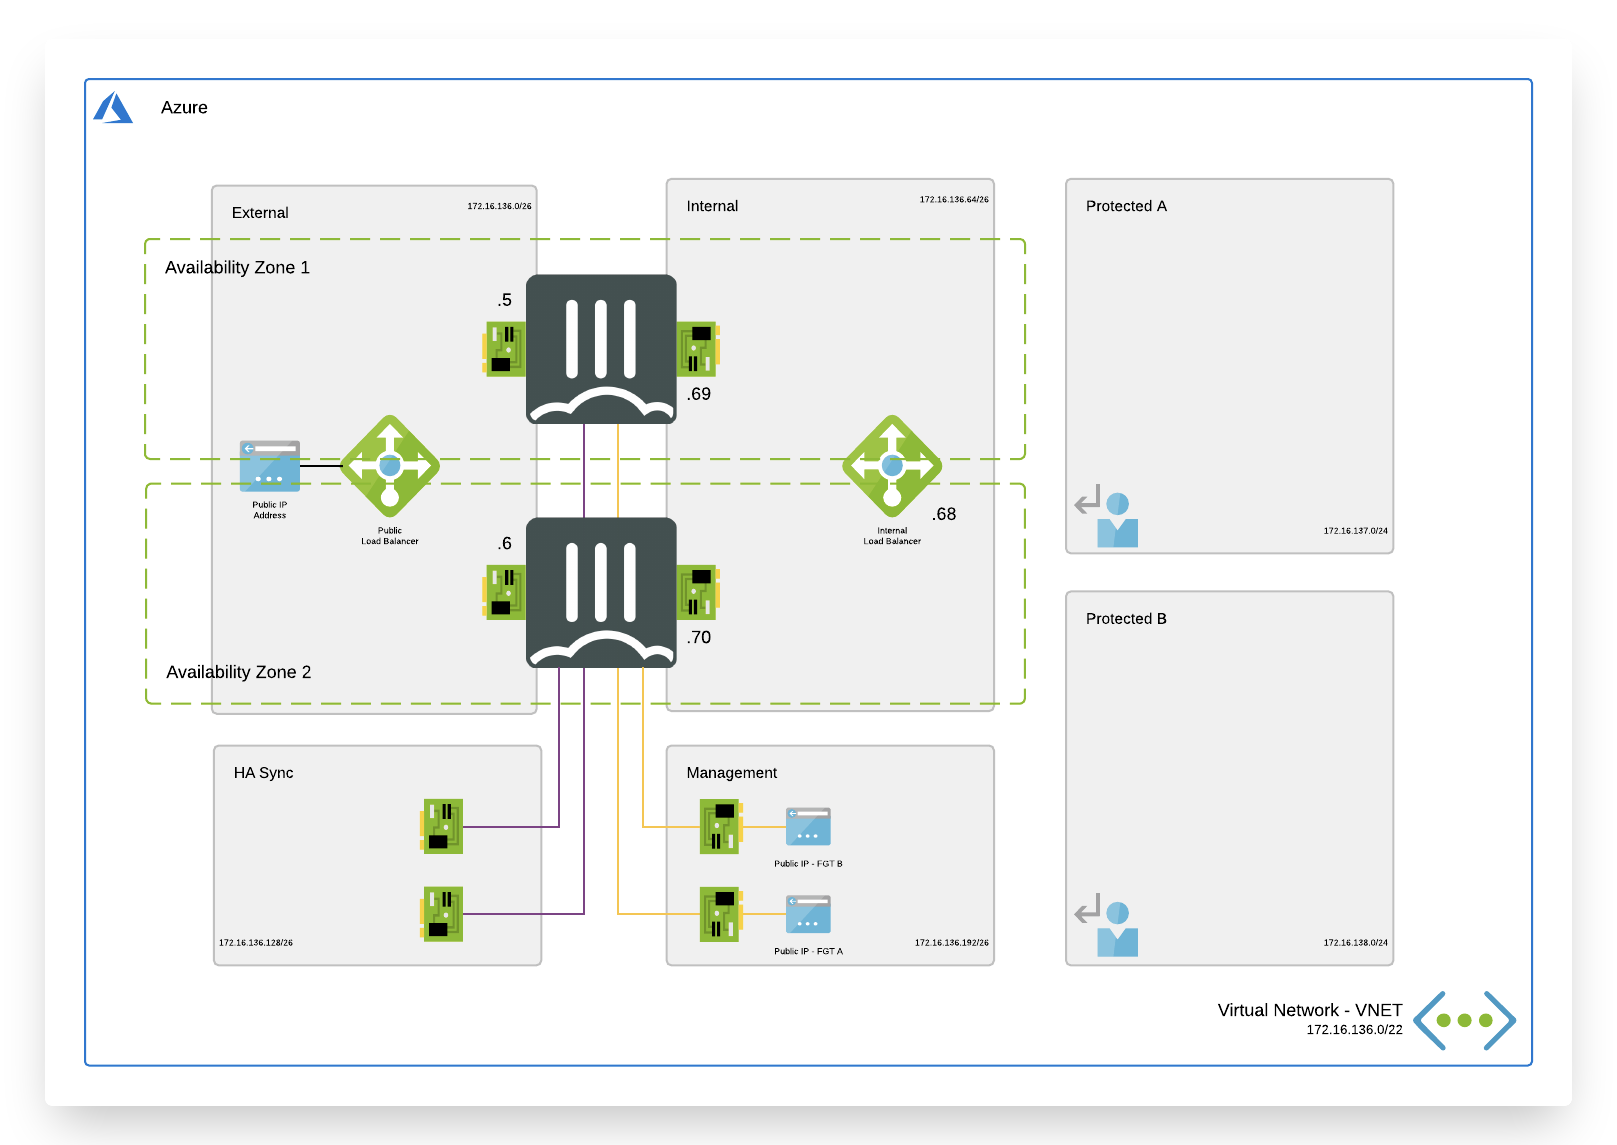 Azure
External
172.16.136.0/26
Internal
172.16.136.64/26
Protected A
Availability Zone 1
.5
.69
Public IP
Address
Public
Load Balancer
Internal
Load Balancer
.68
172.16.137.0/24
.6
.70
Availability Zone 2
Protected B
HA Sync
172.16.136.128/26
Management
Public IP - FGT B
Public IP - FGT A
172.16.136.192/26
172.16.138.0/24
Virtual Network - VNET
172.16.136.0/22